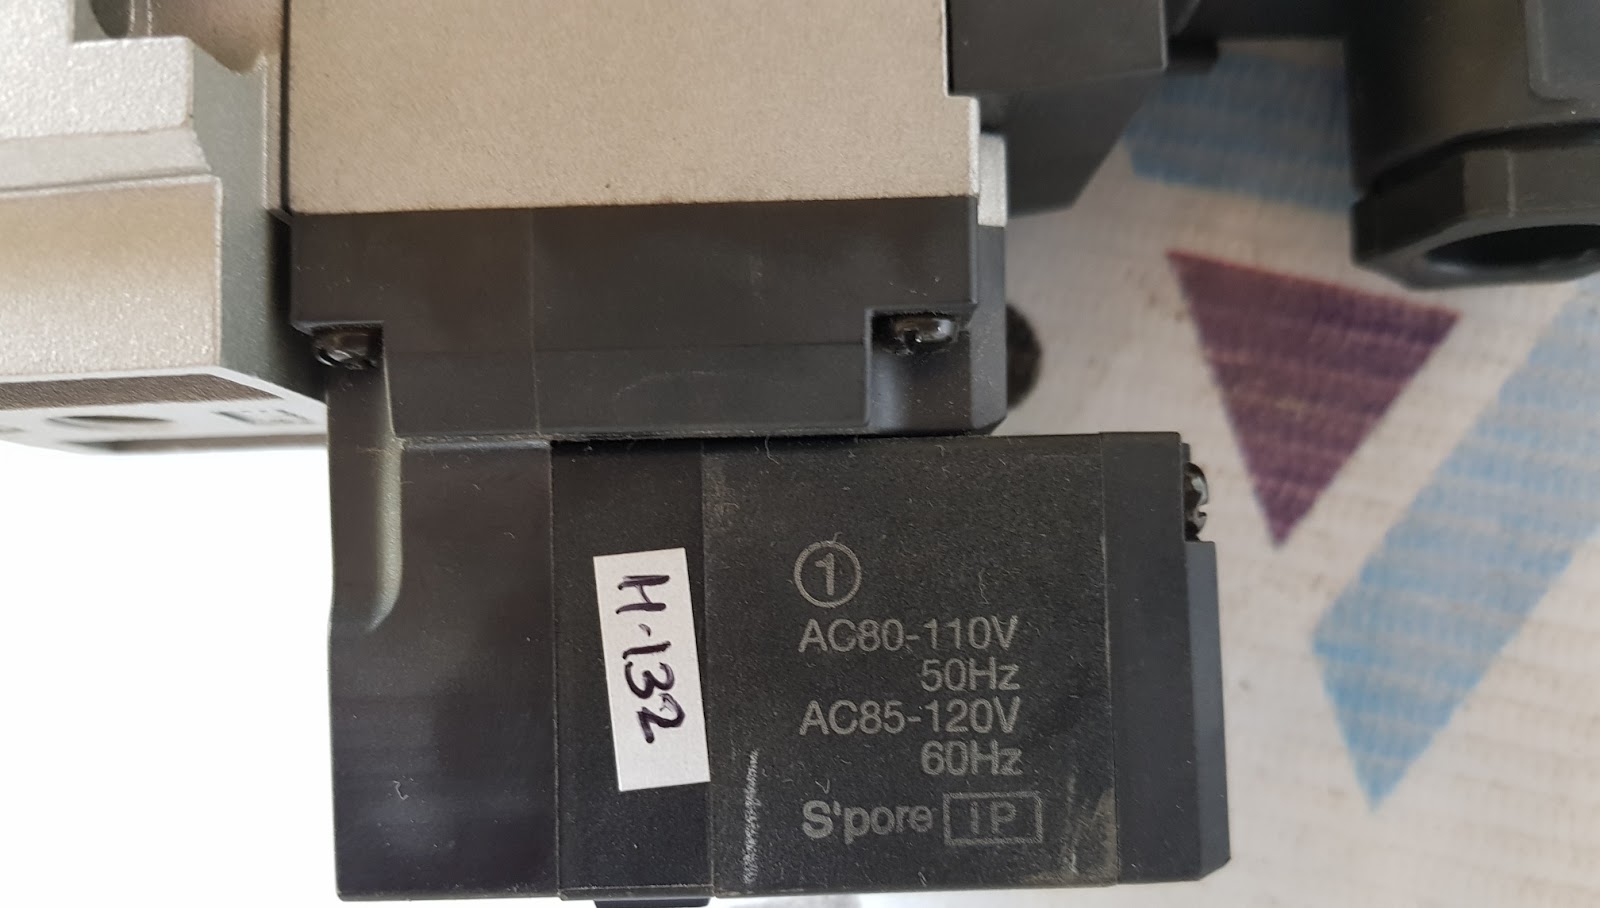 H-132
①
AC80-110V
50Hz
AC85-120V
60Hz
S'pore IP